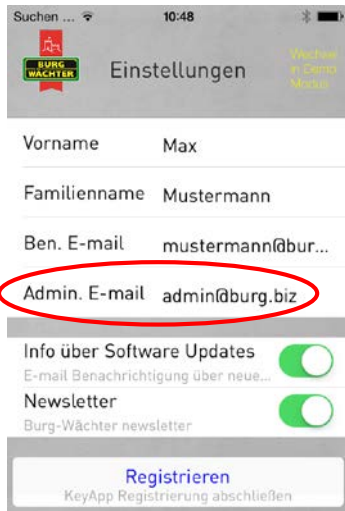 Suchen ... 10:48
BURG
WÄCHTER
Einstellungen
Wechsel
in Demo
Modus
Vorname Max
Familienname Mustermann
Ben. E-mail mustermann@bur...
Admin. E-mail admin@burg.biz
Info über Software Updates
E-mail Benachrichtigung über neue...
Newsletter
Burg-Wächter newsletter
Registrieren
KeyApp Registrierung abschließen